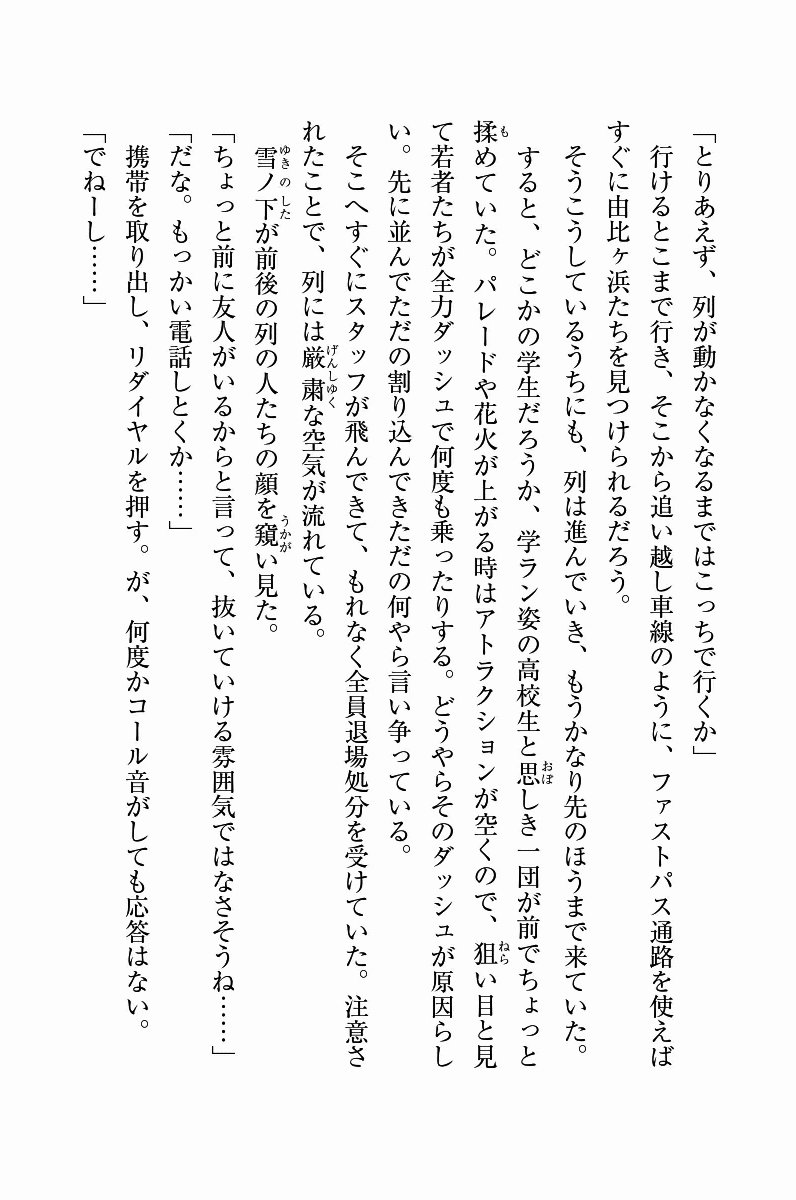 「とりあえず、列が動かなくなるまではこっちで行くか」
　行けるとこまで行き、そこから追い越し車線のように、ファストパス通路を使えば
すぐに由比ヶ浜たちを見つけられるだろう。
　そうこうしているうちにも、列は進んでいき、もうかなり先のほうまで来ていた。
　すると、どこかの学生だろうか、学ラン姿の高校生と思しき一団が前でちょっと
揉めていた。パレードや花火が上がる時はアトラクションが空くので、狙い目と見
て若者たちが全力ダッシュで何度も乗ったりする。どうやらそのダッシュが原因らし
い。先に並んでただの割り込んできただの何やら言い争っている。
　そこへすぐにスタッフが飛んできて、もれなく全員退場処分を受けていた。注意さ
れたことで、列には厳粛な空気が流れている。
　雪ノ下が前後の列の人たちの顔を窺い見た。
「ちょっと前に友人がいるからと言って、抜いていける雰囲気ではなさそうね……」
「だな。もっかい電話しとくか……」
　携帯を取り出し、リダイヤルを押す。が、何度かコール音がしても応答はない。
「でねーし……」